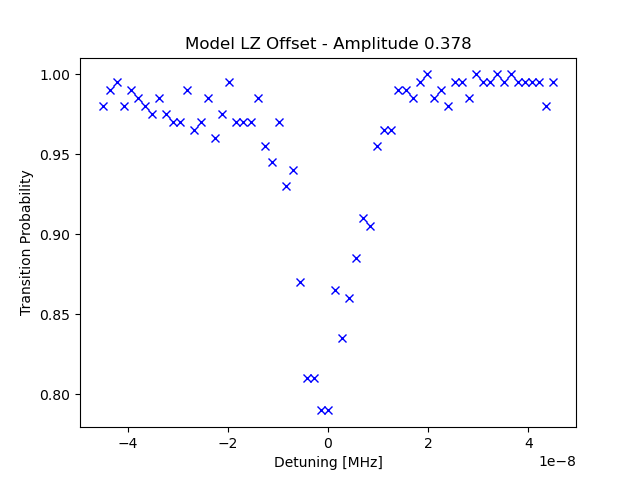 Model LZ Offset - Amplitude 0.378
1.00
0.95
0.90
0.85
0.80
Transition Probability
−4
−2
0
2
4
1e−8
Detuning [MHz]